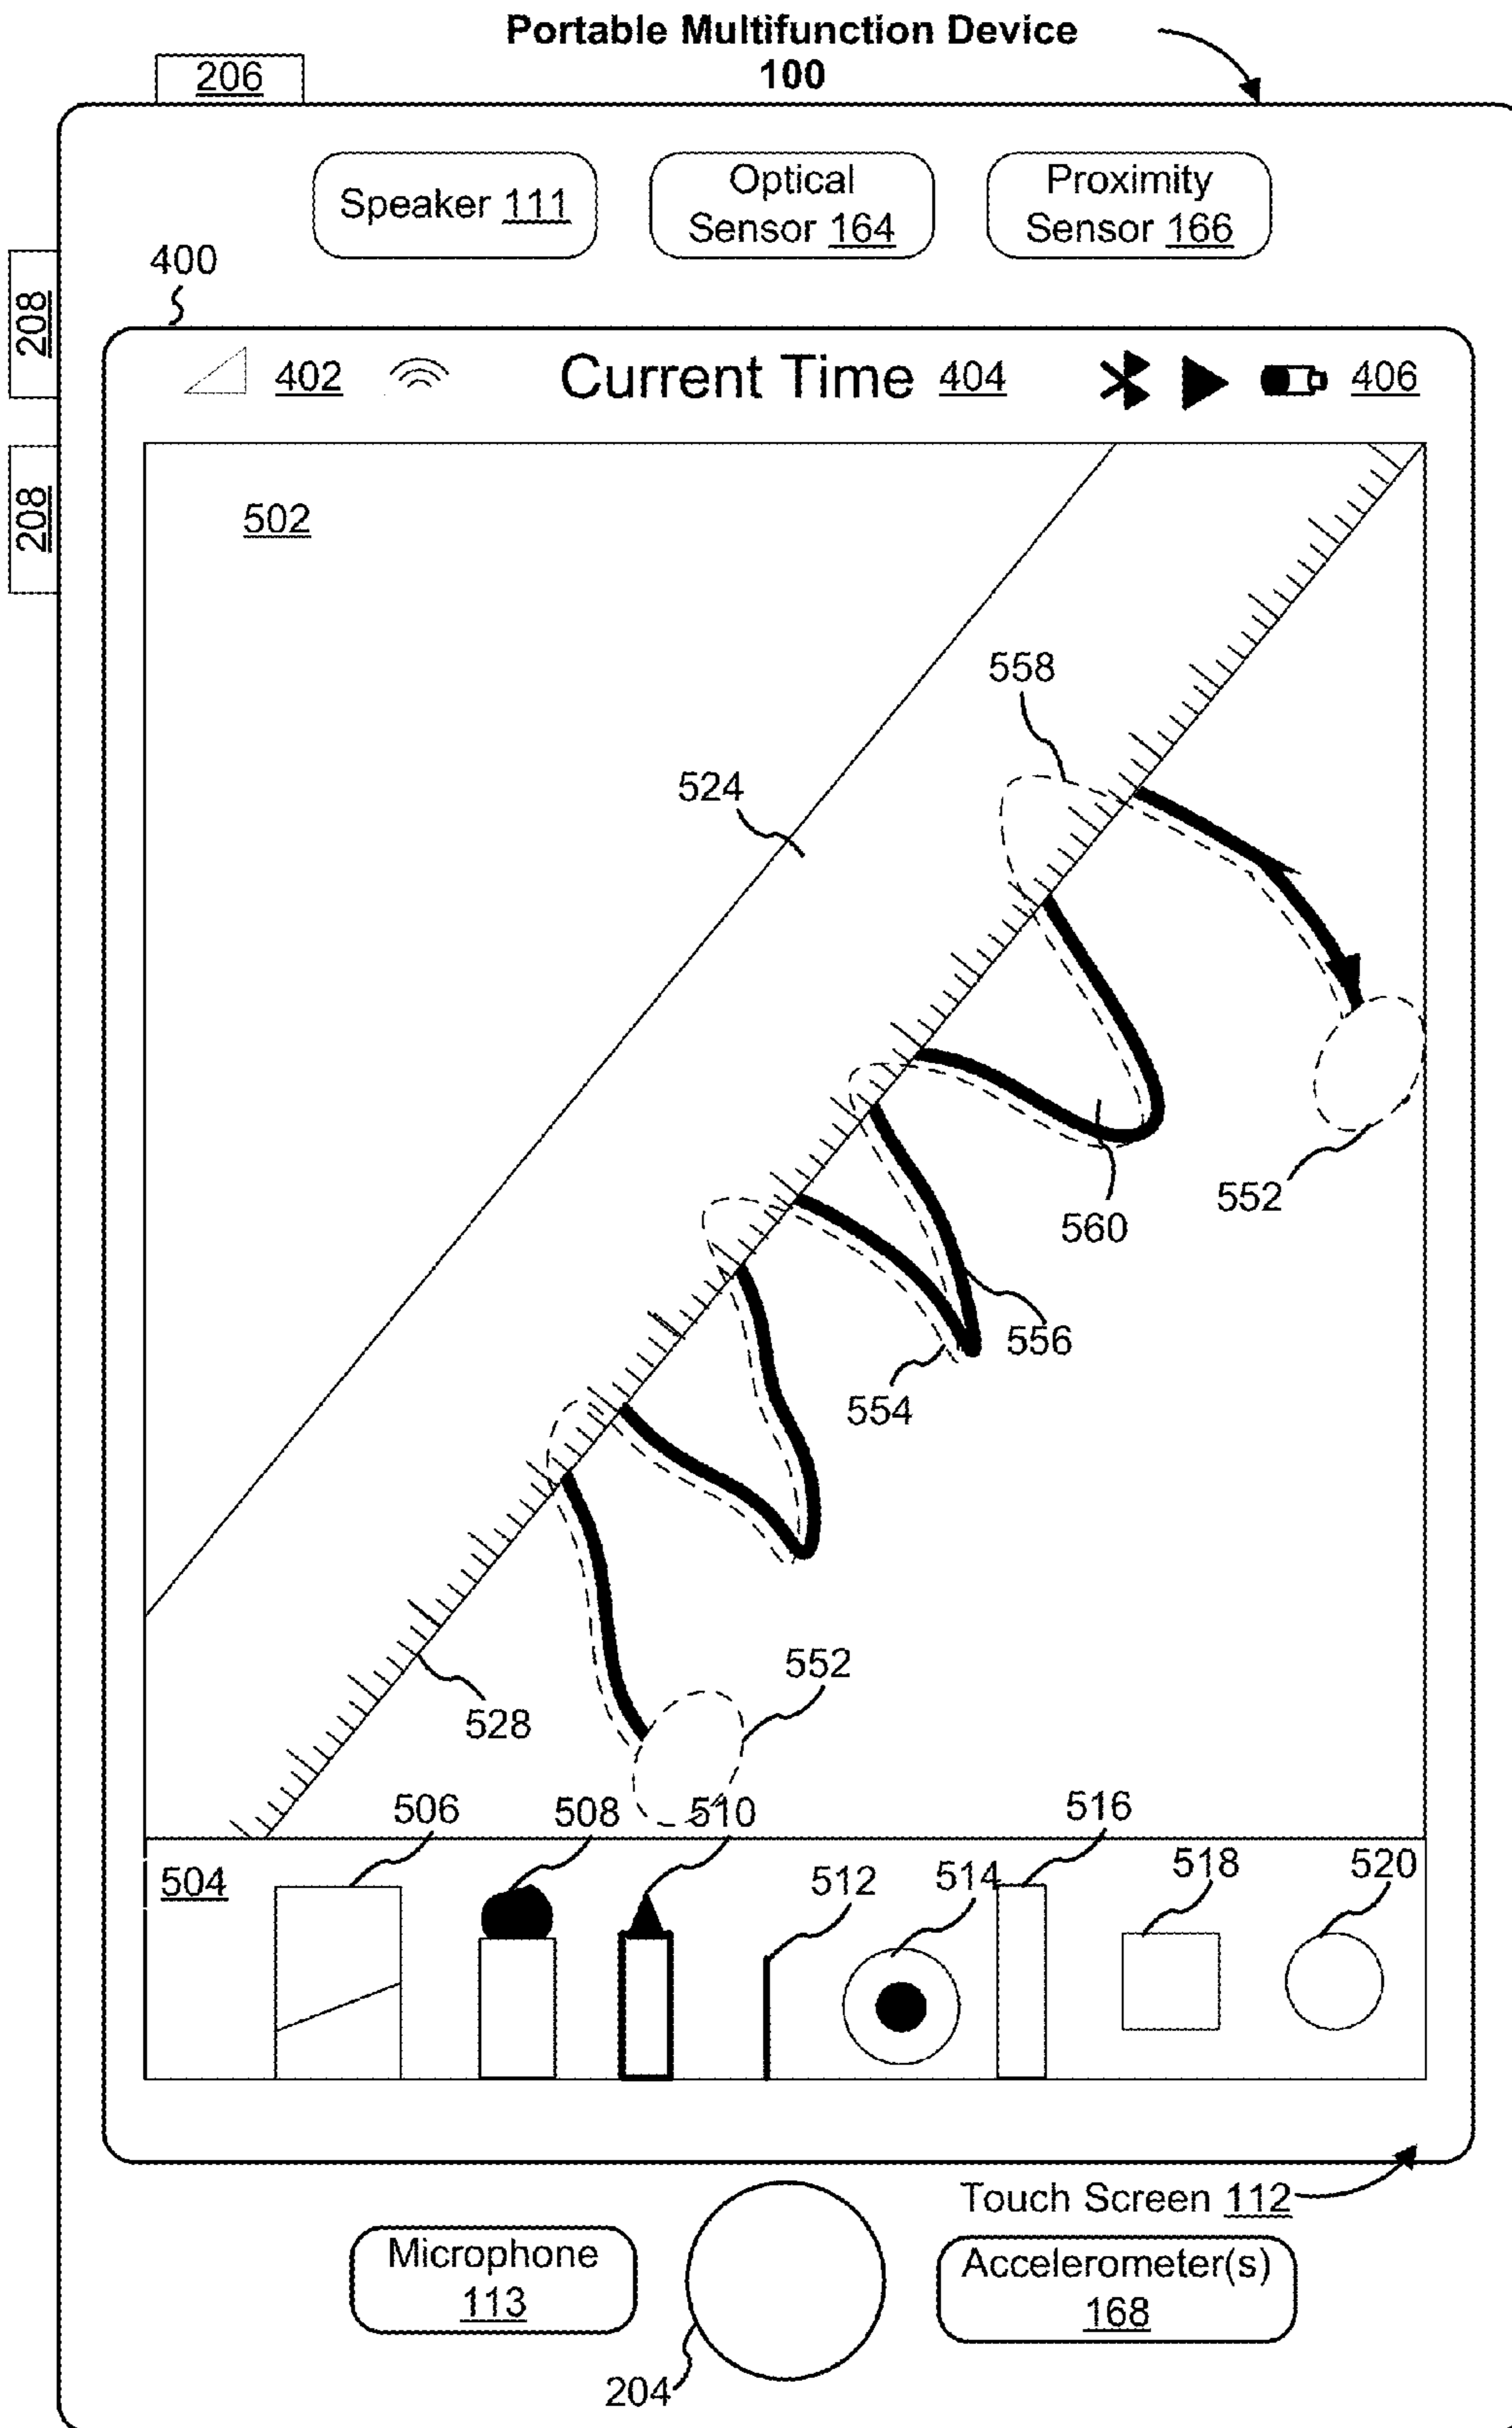 Portable Multifunction Device
100
206
Speaker 111
Optical
Sensor 164
Proximity
Sensor 166
208
400
402
Current Time 404
406
208
502
558
524
552
560
556
554
552
528
506
508
510
516
504
512
514
518
520
Touch Screen 112
Microphone
113
Accelerometer(s)
168
204